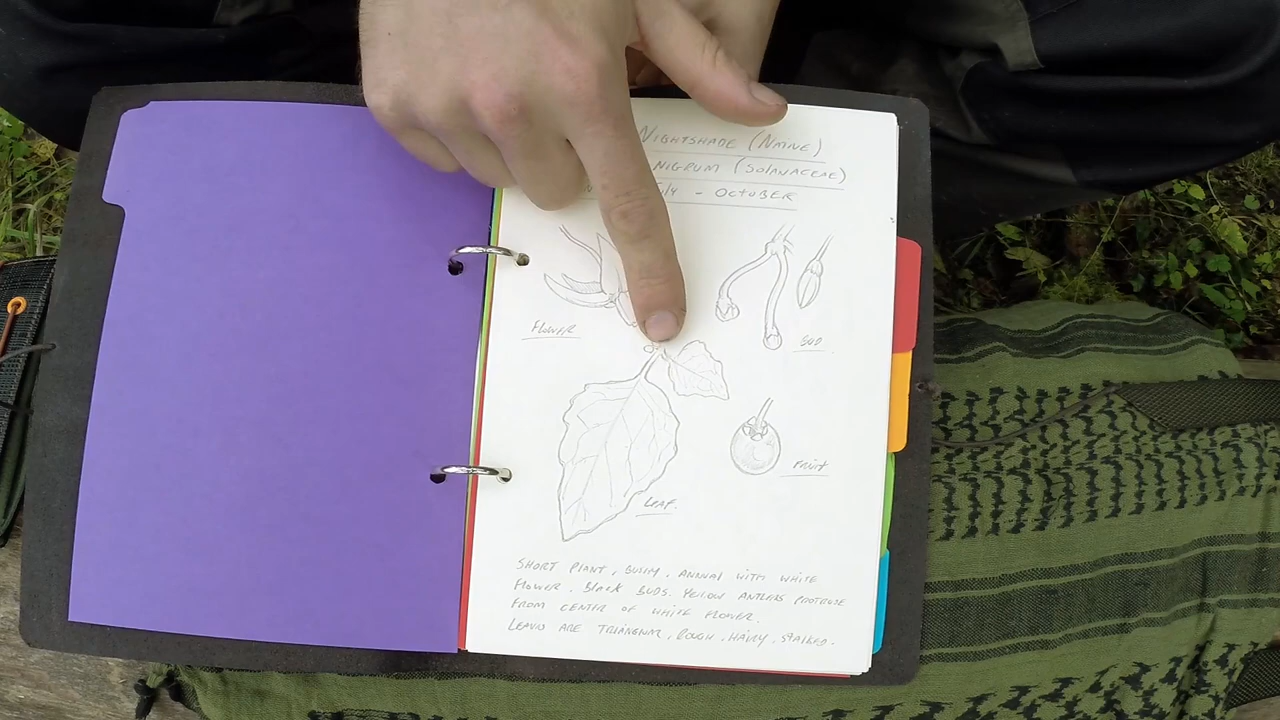 NIGHTSHADE (NATIVE)
NIGRUM (SOLANACEAE)
- OCTOBER
FLOWER
BUD
FRUIT
LEAF.
SHORT PLANT, BUSHY, ANNUAL WITH WHITE
FLOWER. BLACK BUDS. YELLOW ANTHERS PROTRUDE
FROM CENTER OF WHITE FLOWER.
LEAVES ARE TRIANGULAR, ROUGH, HAIRY, STALKED.